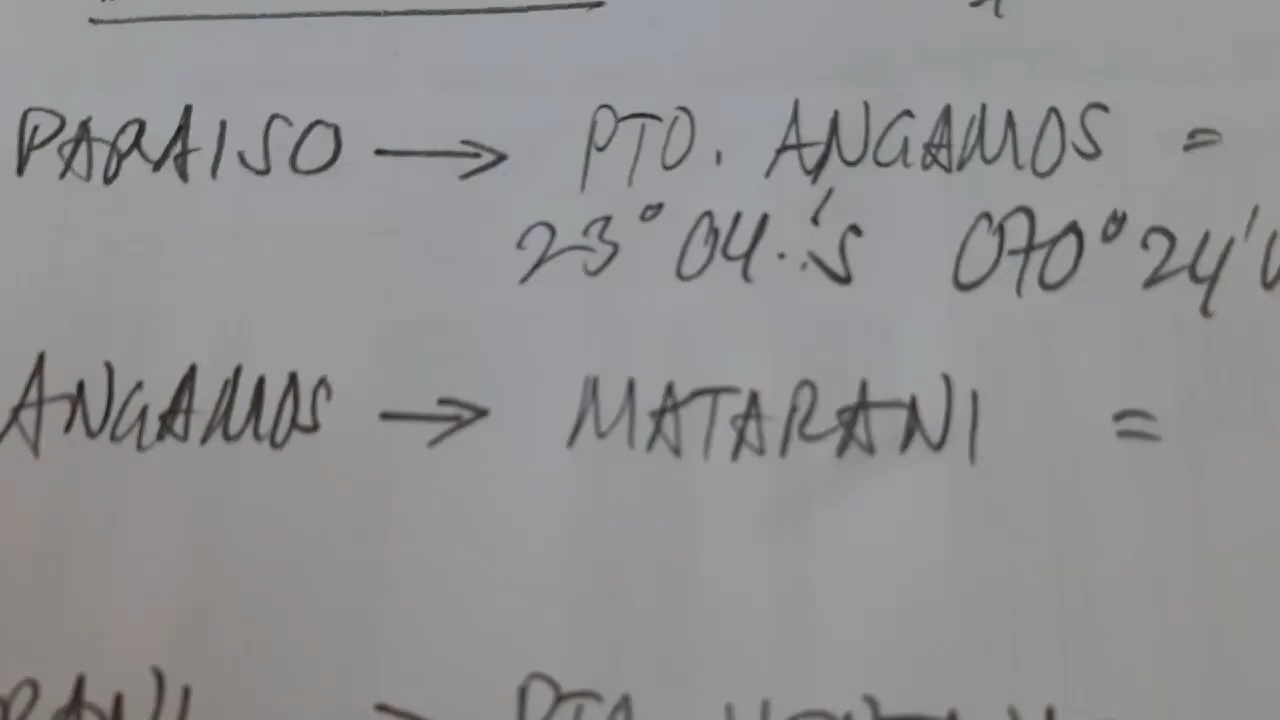 PARAISO → PTO. ANGAMOS =
23° 04.'S 070° 24'
ANGAMOS → MATARANI =